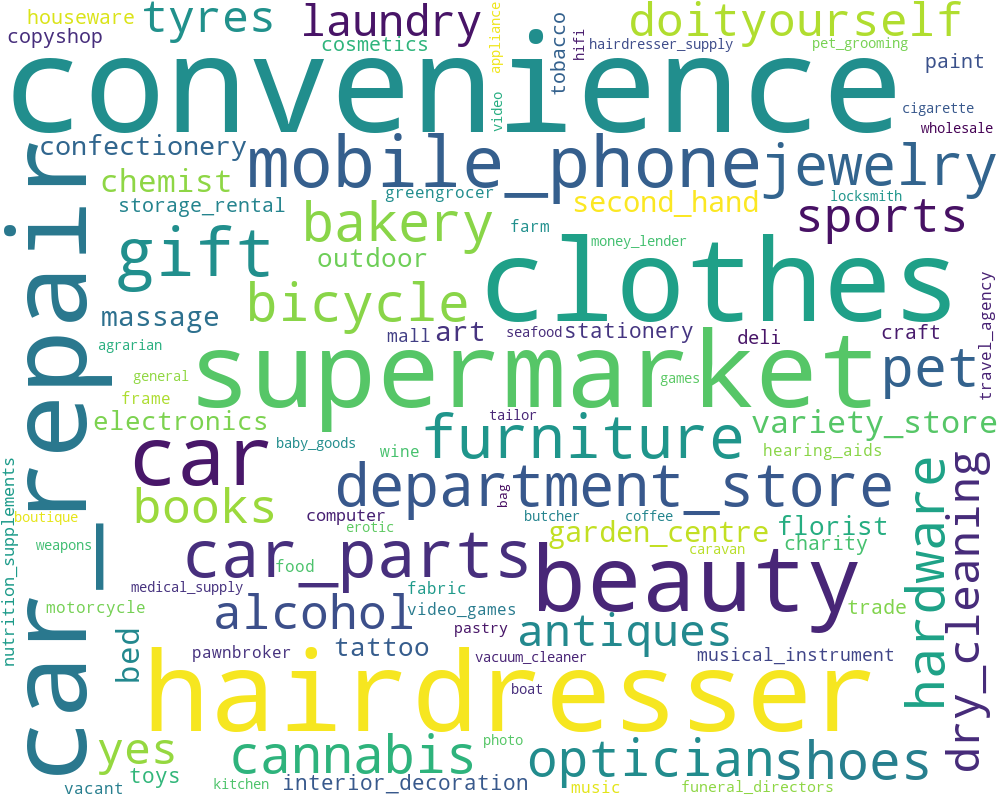 houseware
tyres
laundry
appliance
tobacco
hifi
doityourself
copyshop
cosmetics
hairdresser_supply
pet_grooming
convenience
paint
video
cigarette
wholesale
car_repair
confectionery
mobile_phone
jewelry
chemist
greengrocer
second_hand
locksmith
storage_rental
bakery
farm
sports
gift
outdoor
clothes
money_lender
massage
bicycle
travel_agency
mall
art
seafood
stationery
deli
craft
agrarian
supermarket
pet
general
games
frame
electronics
car
baby_goods
tailor
furniture
variety_store
wine
hearing_aids
nutrition_supplements
books
department_store
bag
hardware
dry_cleaning
boutique
computer
erotic
butcher
coffee
garden_centre
florist
weapons
car_parts
caravan
charity
food
beauty
medical_supply
fabric
motorcycle
alcohol
video_games
trade
bed
tattoo
pastry
antiques
pawnbroker
vacuum_cleaner
musical_instrument
hairdresser
boat
yes
cannabis
photo
optician
shoes
toys
vacant
kitchen
interior_decoration
music
funeral_directors